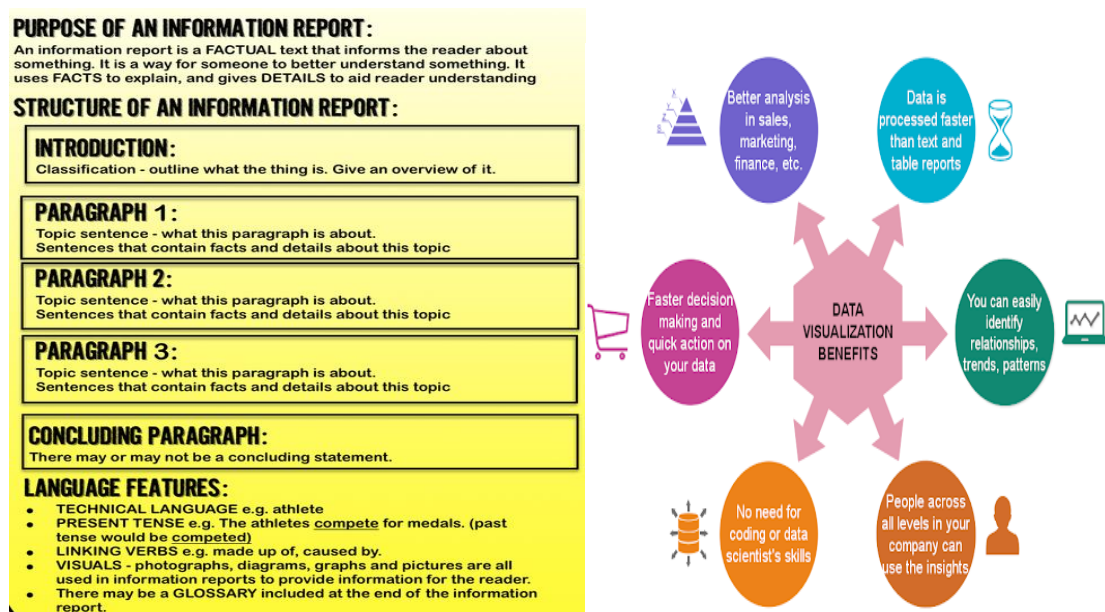 PURPOSE OF AN INFORMATION REPORT:
An information report is a FACTUAL text that informs the reader about
something. It is a way for someone to better understand something. It
uses FACTS to explain, and gives DETAILS to aid reader understanding
STRUCTURE OF AN INFORMATION REPORT:
INTRODUCTION:
Classification - outline what the thing is. Give an overview of it.
PARAGRAPH 1:
Topic sentence - what this paragraph is about.
Sentences that contain facts and details about this topic
PARAGRAPH 2:
Topic sentence - what this paragraph is about.
Sentences that contain facts and details about this topic
PARAGRAPH 3:
Topic sentence - what this paragraph is about.
Sentences that contain facts and details about this topic
CONCLUDING PARAGRAPH:
There may or may not be a concluding statement.
LANGUAGE FEATURES:
• TECHNICAL LANGUAGE e.g. athlete
• PRESENT TENSE e.g. The athletes compete for medals. (past
tense would be competed)
• LINKING VERBS e.g. made up of, caused by.
• VISUALS - photographs, diagrams, graphs and pictures are all
used in information reports to provide information for the reader.
• There may be a GLOSSARY included at the end of the information
report.
Better analysis
in sales,
marketing,
finance, etc.
Data is
processed faster
than text and
table reports
Faster decision
making and
quick action on
your data
DATA
VISUALIZATION
BENEFITS
You can easily
identify
relationships,
trends, patterns
No need for
coding or data
scientist's skills
People across
all levels in your
company can
use the insights